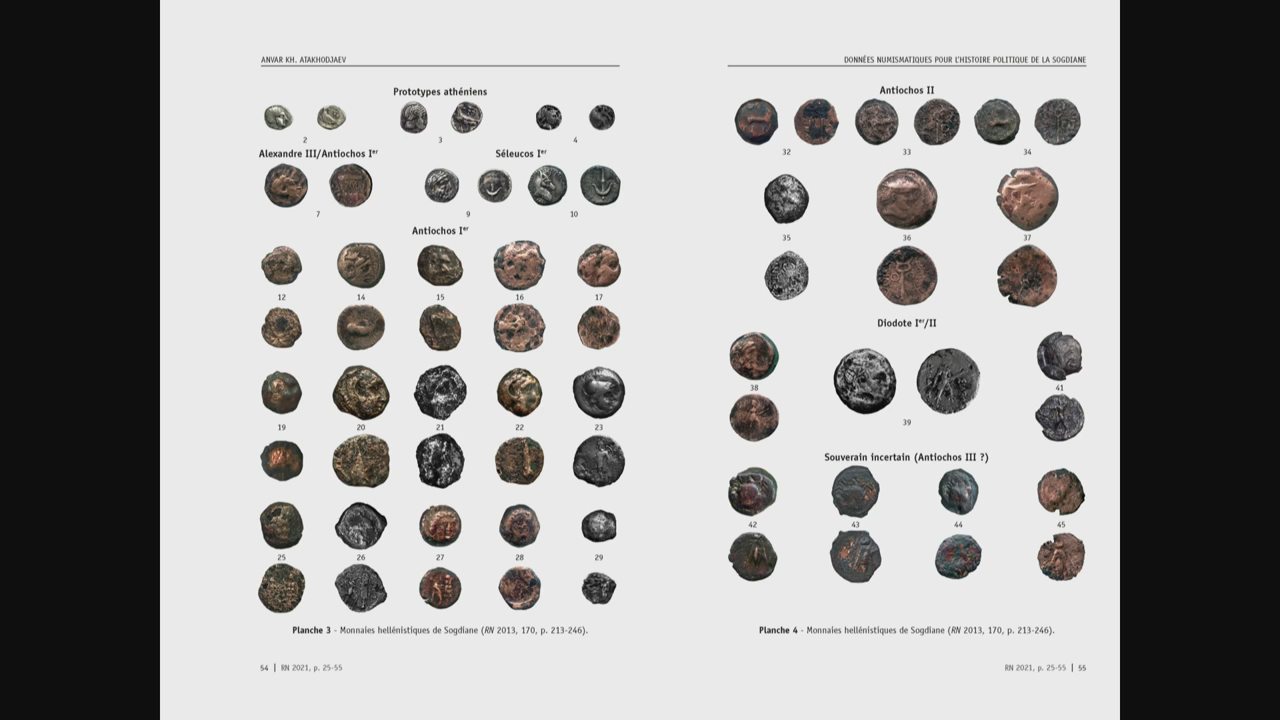 ANVAR KH. ATAKHODJAEV
Prototypes athéniens
2 3 4
Alexandre III/Antiochos Ier Séleucos Ier
7 9 10
Antiochos Ier
12 14 15 16 17
19 20 21 22 23
25 26 27 28 29
Planche 3 - Monnaies hellénistiques de Sogdiane (RN 2013, 170, p. 213-246).
54 | RN 2021, p. 25-55
DONNÉES NUMISMATIQUES POUR L'HISTOIRE POLITIQUE DE LA SOGDIANE
Antiochos II
32 33 34
35 36 37
Diodote Ier/II
38 41
39
Souverain incertain (Antiochos III ?)
42 43 44 45
Planche 4 - Monnaies hellénistiques de Sogdiane (RN 2013, 170, p. 213-246).
RN 2021, p. 25-55 | 55